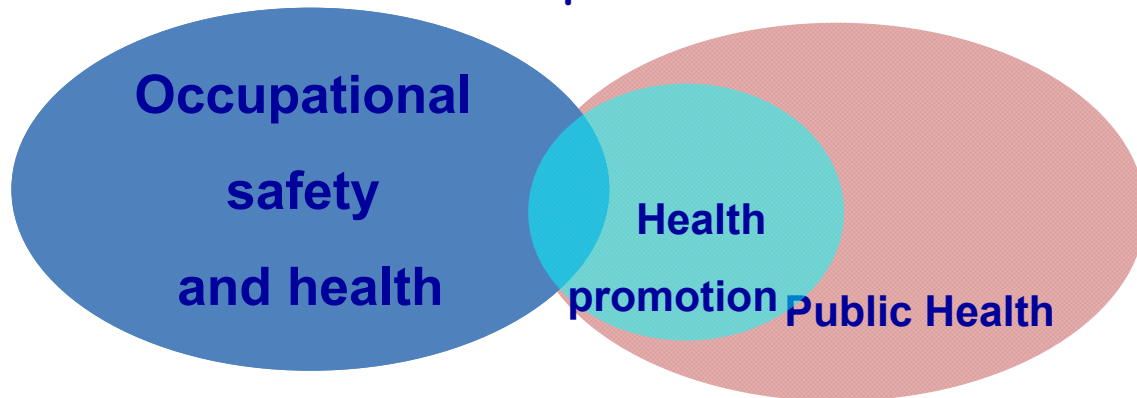 Occupational
safety
and health
Health
promotion
Public Health